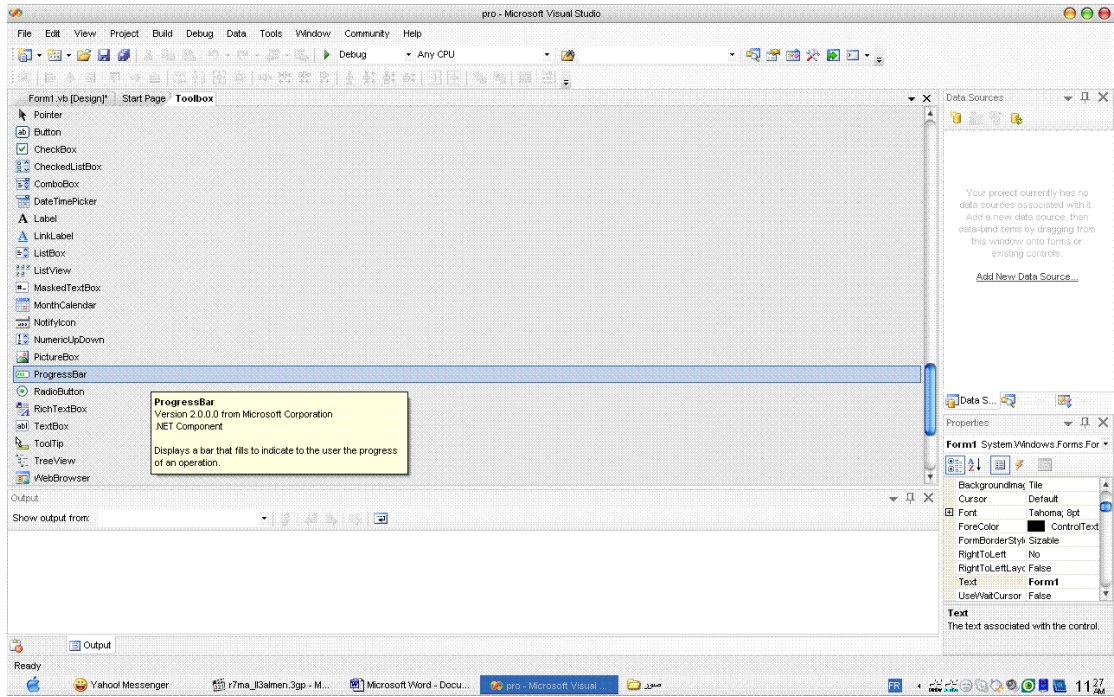 pro - Microsoft Visual Studio
File Edit View Project Build Debug Data Tools Window Community Help
Debug Any CPU
Form1.vb [Design]* Start Page Toolbox
Pointer
Button
CheckBox
CheckedListBox
ComboBox
DateTimePicker
Label
LinkLabel
ListBox
ListView
MaskedTextBox
MonthCalendar
NotifyIcon
NumericUpDown
PictureBox
ProgressBar
RadioButton
RichTextBox
TextBox
ToolTip
TreeView
WebBrowser
ProgressBar
Version 2.0.0.0 from Microsoft Corporation
.NET Component
Displays a bar that fills to indicate to the user the progress
of an operation.
Output
Show output from:
Output
Data Sources
Your project currently has no
data sources associated with it.
Add a new data source, then
data-bind items by dragging from
this window onto forms or
existing controls.
Add New Data Source...
Data S...
Properties
Form1 System.Windows.Forms.For
BackgroundImag Tile
Cursor Default
Font Tahoma; 8pt
ForeColor ControlText
FormBorderStyl Sizable
RightToLeft No
RightToLeftLayc False
Text Form1
UseWaitCursor False
Text
The text associated with the control.
Ready
Yahoo! Messenger r7ma_ll3almen.3gp - M... Microsoft Word - Docu... pro - Microsoft Visual ... صور FR 11 27 AM